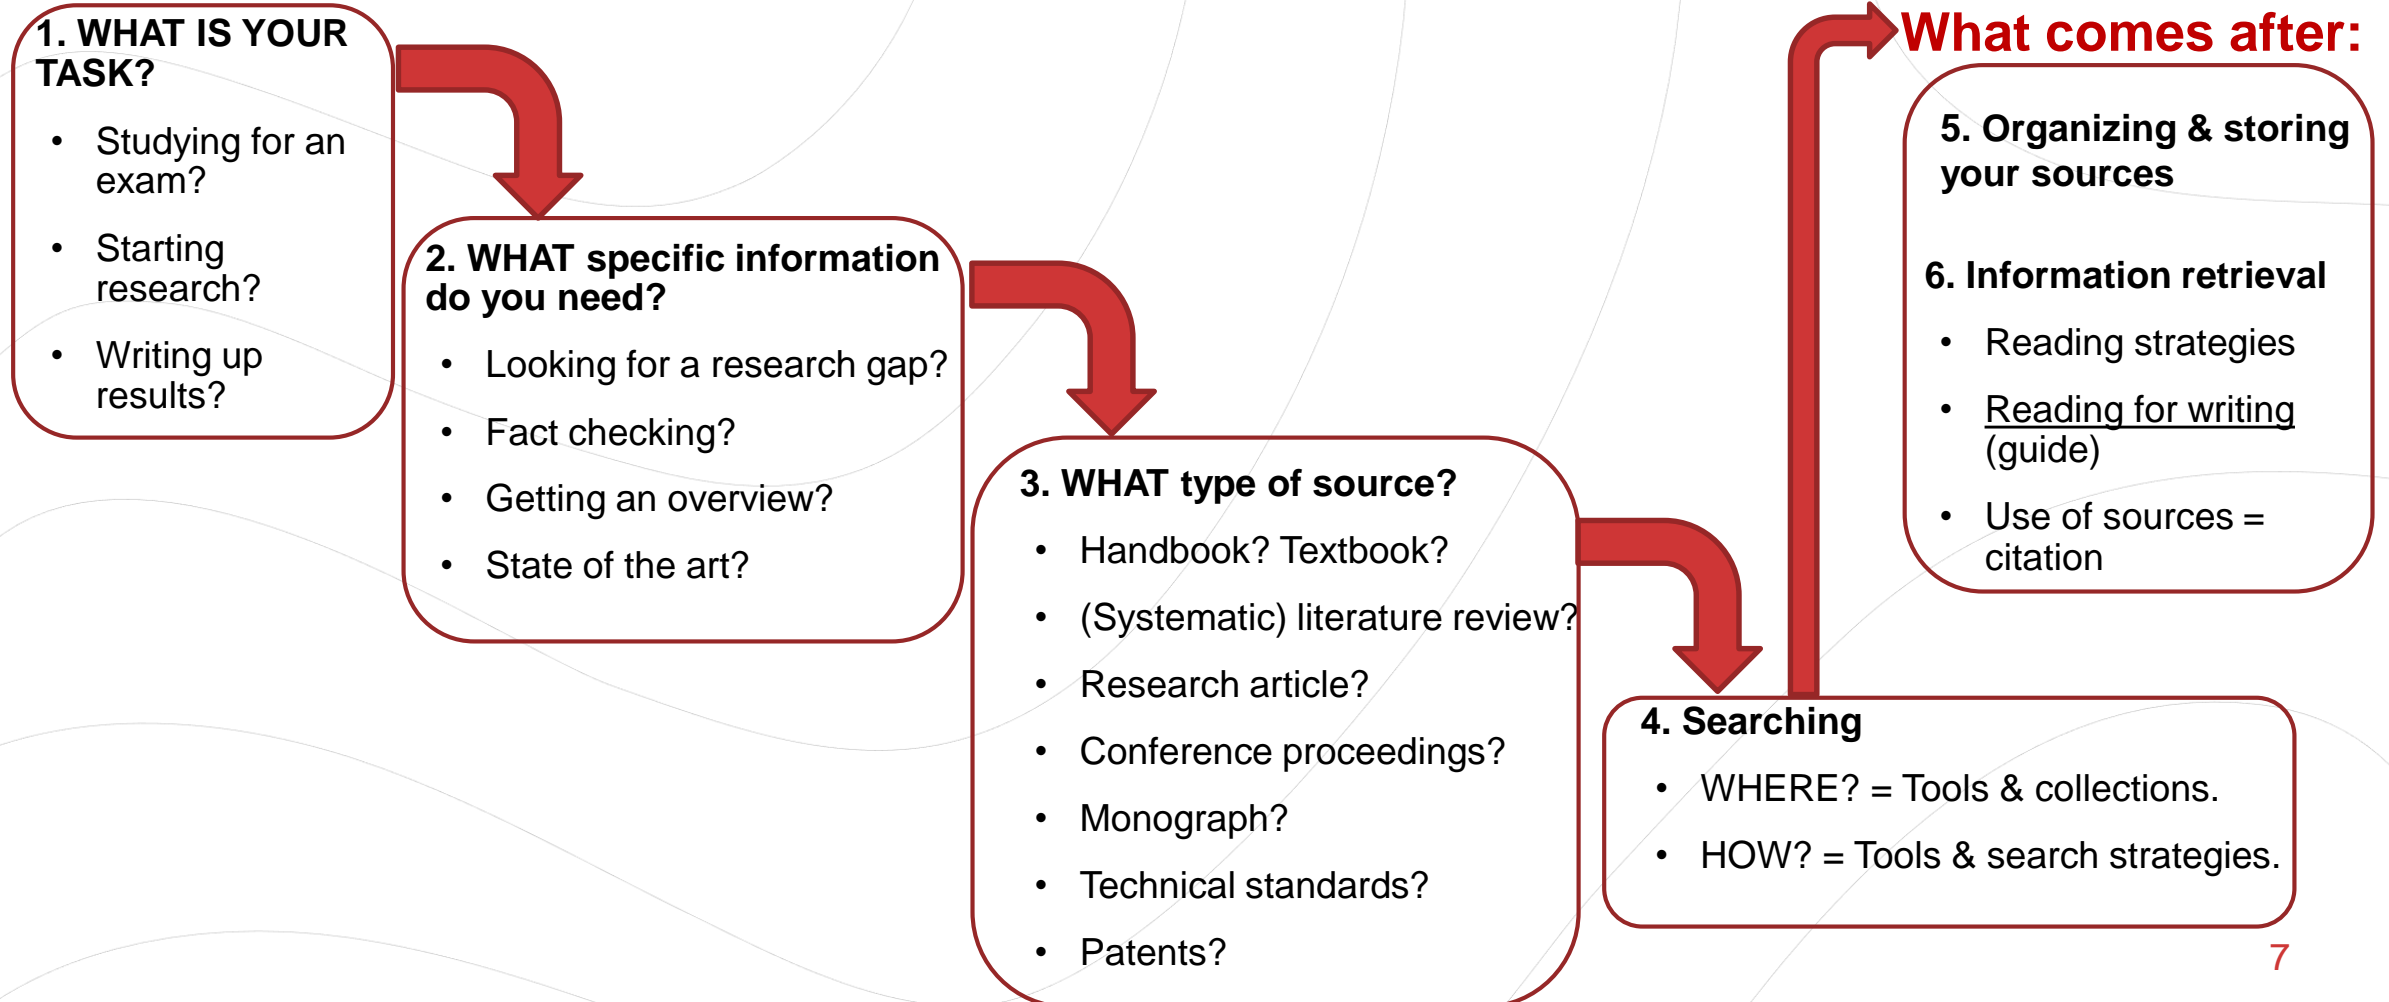 1. WHAT IS YOUR
TASK?
• Studying for an
exam?
• Starting
research?
• Writing up
results?
2. WHAT specific information
do you need?
• Looking for a research gap?
• Fact checking?
• Getting an overview?
• State of the art?
3. WHAT type of source?
• Handbook? Textbook?
• (Systematic) literature review?
• Research article?
• Conference proceedings?
• Monograph?
• Technical standards?
• Patents?
4. Searching
• WHERE? = Tools & collections.
• HOW? = Tools & search strategies.
What comes after:
5. Organizing & storing
your sources
6. Information retrieval
• Reading strategies
• Reading for writing
(guide)
• Use of sources =
citation
7